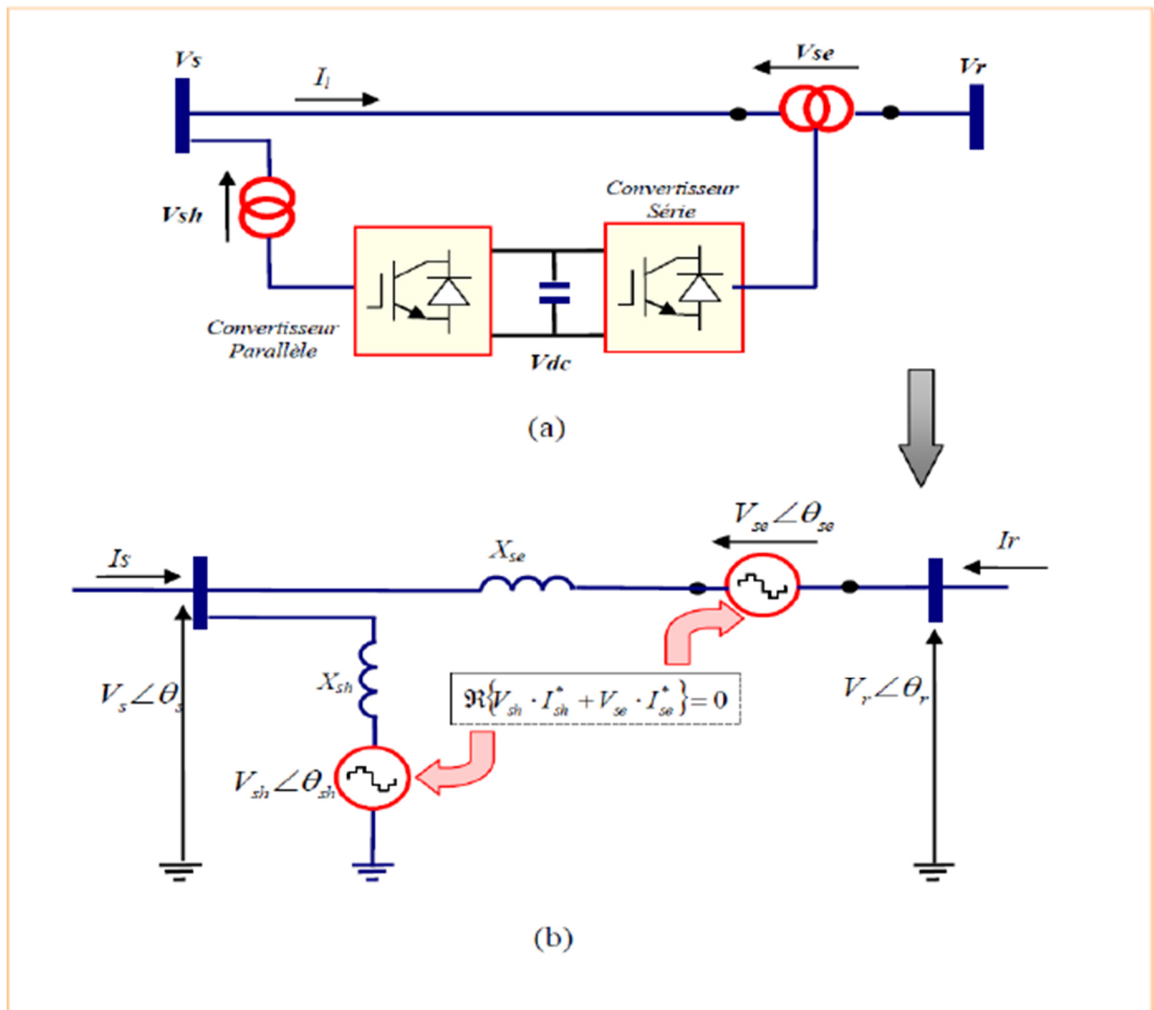 Vs
I_l
Vse
Vr
Vsh
Convertisseur
Série
Convertisseur
Parallèle
Vdc
(a)
V_se∠θ_se
Is
X_se
Ir
X_sh
V_s∠θ_s
ℜ{V_sh · I*_sh + V_se · I*_se} = 0
V_r∠θ_r
V_sh∠θ_sh
(b)